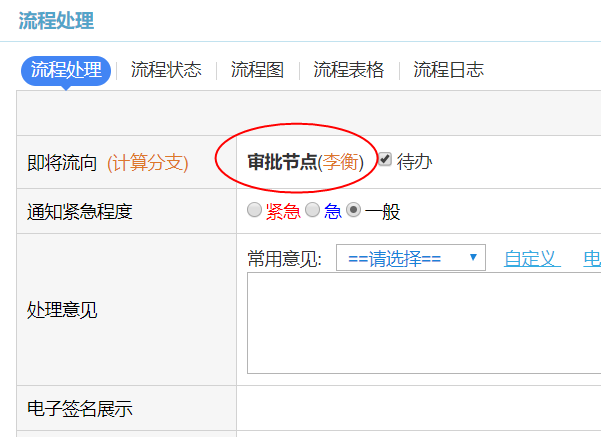 流程处理
流程处理 流程状态 流程图 流程表格 流程日志
即将流向 (计算分支) 审批节点(李衡) 待办
通知紧急程度 紧急 急 一般
常用意见: ==请选择== 自定义 电
处理意见
电子签名展示